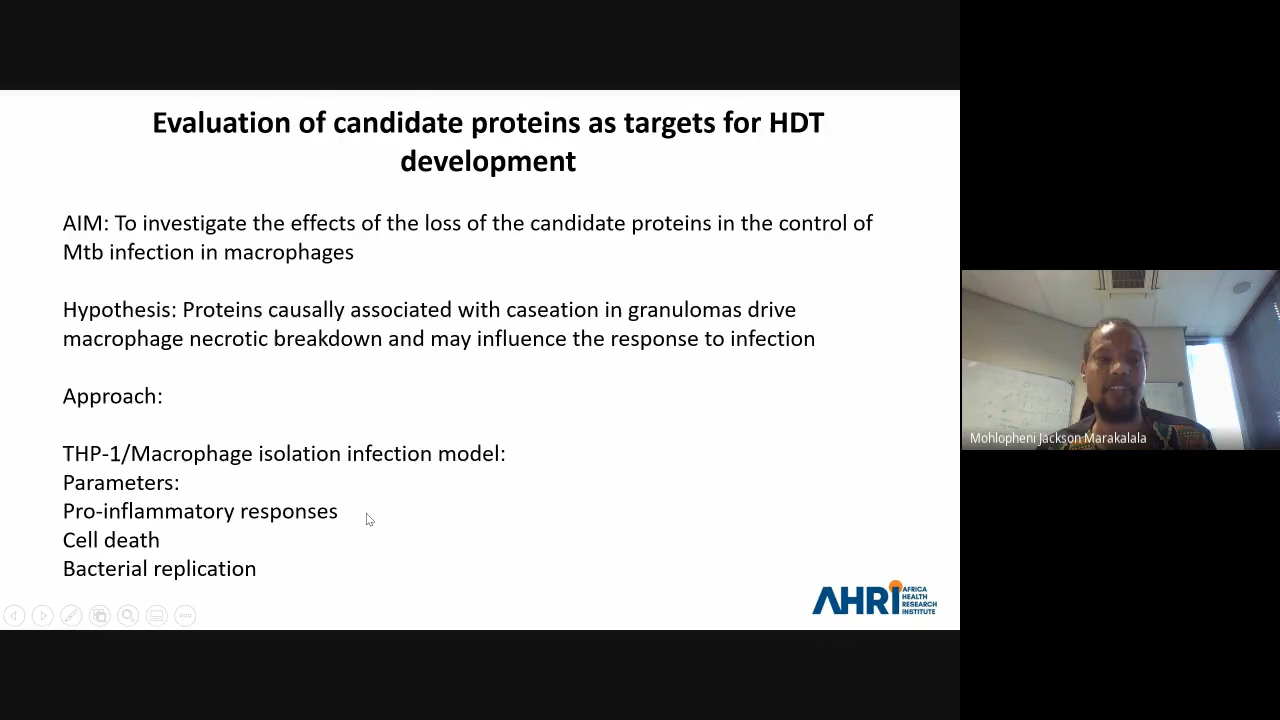 Evaluation of candidate proteins as targets for HDT
development
AIM: To investigate the effects of the loss of the candidate proteins in the control of
Mtb infection in macrophages
Hypothesis: Proteins causally associated with caseation in granulomas drive
macrophage necrotic breakdown and may influence the response to infection
Approach:
THP-1/Macrophage isolation infection model:
Parameters:
Pro-inflammatory responses
Cell death
Bacterial replication
AHRI
AFRICA
HEALTH
RESEARCH
INSTITUTE
Mohlopheni Jackson Marakalala